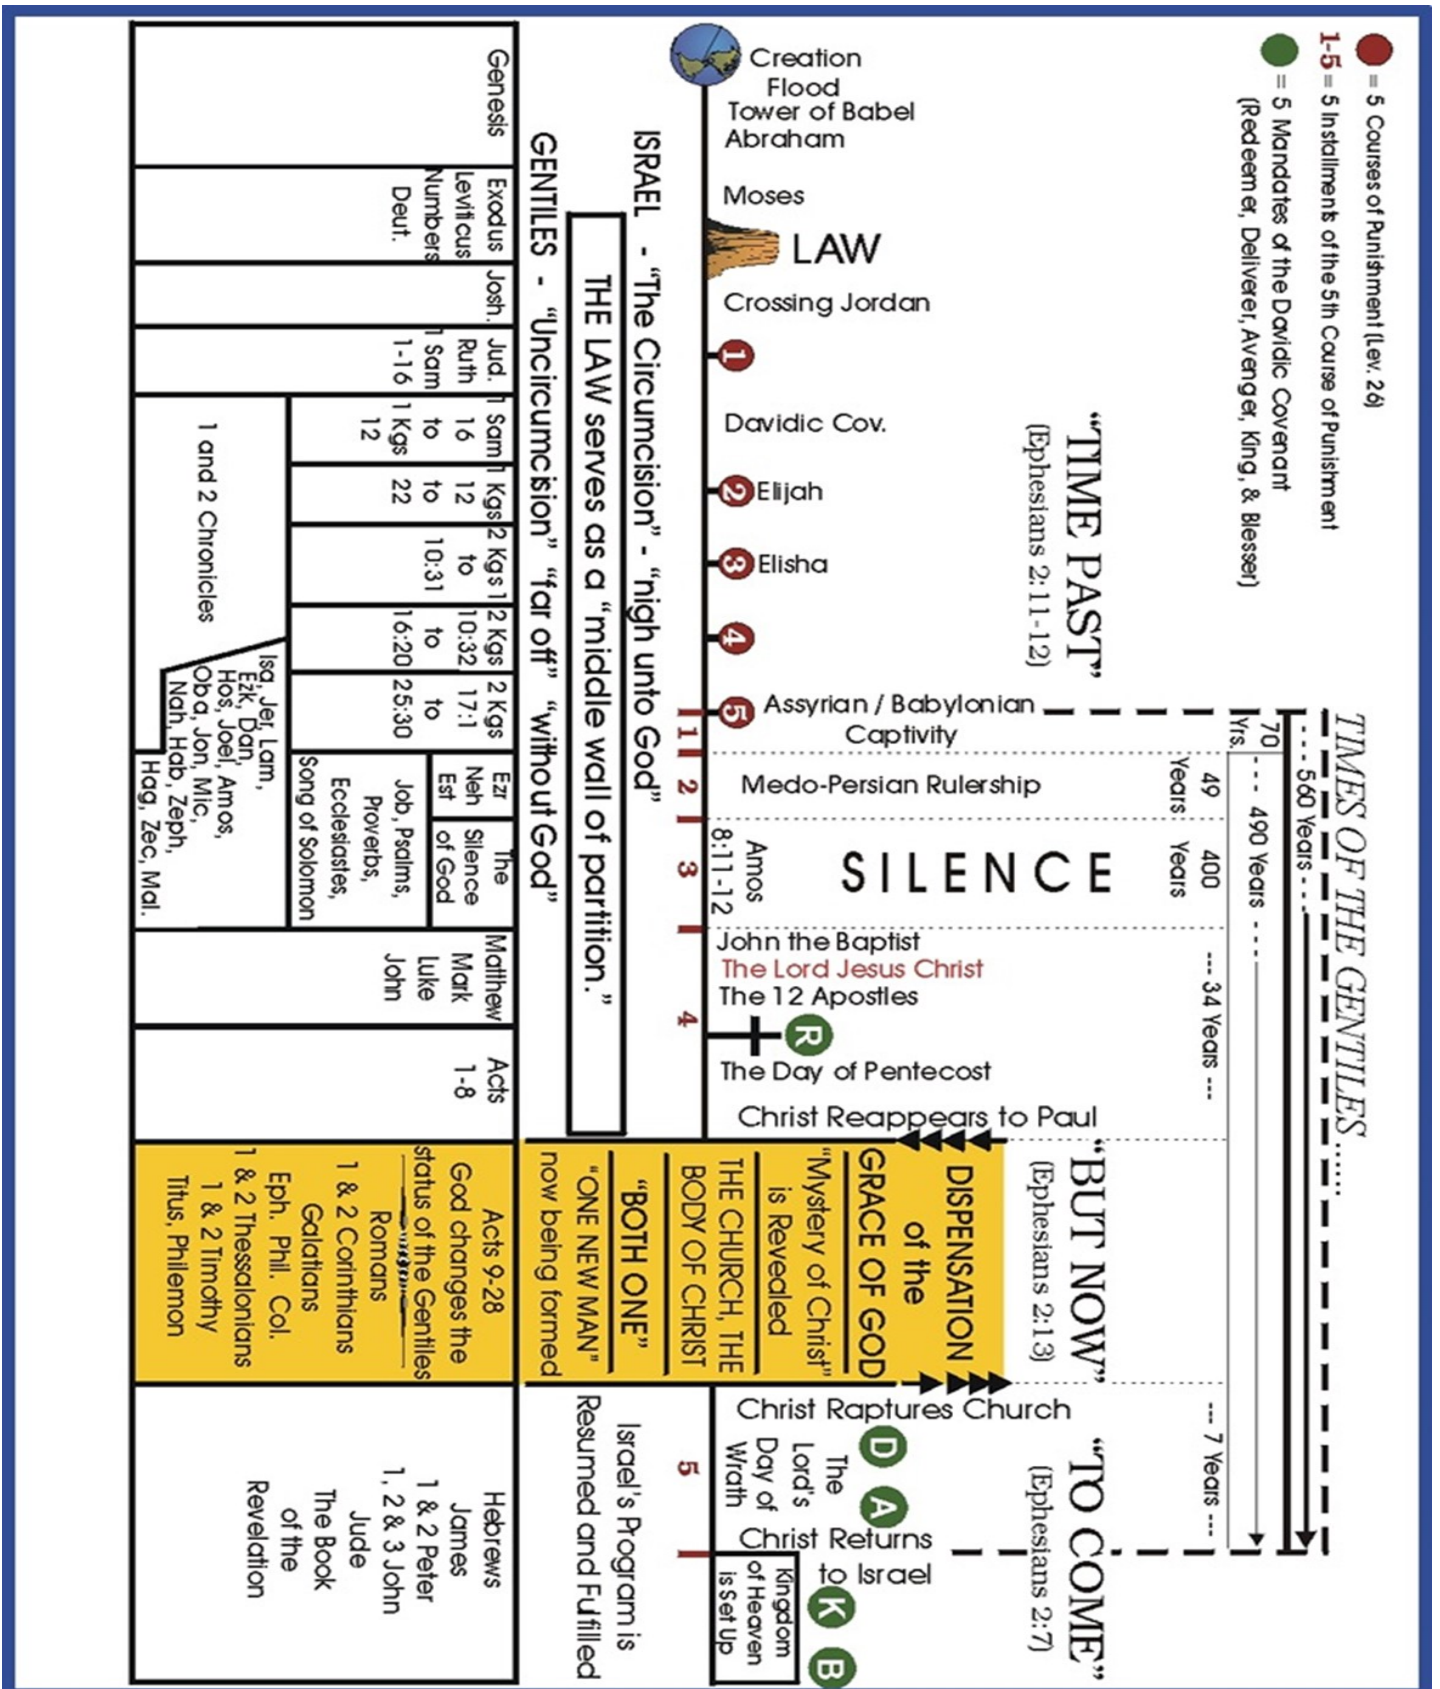 = 5 Courses of Punishment (Lev. 26)
1-5 = 5 Installments of the 5th Course of Punishment
= 5 Mandates of the Davidic Covenant
(Redeemer, Deliverer, Avenger, King, & Blesser)
"TIME PAST"
(Ephesians 2:11-12)
TIMES OF THE GENTILES ......
--- 560 Years ---
70
Yrs.
--- 490 Years ---
49
Years
400
Years
--- 34 Years ---
--- 7 Years ---
"BUT NOW"
(Ephesians 2:13)
"TO COME"
(Ephesians 2:7)
Creation
Flood
Tower of Babel
Abraham
Moses
LAW
Crossing Jordan
1
Davidic Cov.
2 Elijah
3 Elisha
4
5 Assyrian / Babylonian
Captivity
Medo-Persian Rulership
SILENCE
Amos
8:11-12
John the Baptist
The Lord Jesus Christ
The 12 Apostles
R
The Day of Pentecost
Christ Reappears to Paul
DISPENSATION
of the
GRACE OF GOD
"Mystery of Christ"
is Revealed
THE CHURCH, THE
BODY OF CHRIST
"BOTH ONE"
"ONE NEW MAN"
now being formed
Christ Raptures Church
D A
The
Lord's
Day of
Wrath
Christ Returns
to Israel
K B
Kingdom
of Heaven
is Set Up
1
2
3
4
5
ISRAEL - "The Circumcision" - "nigh unto God"
THE LAW serves as a "middle wall of partition."
GENTILES - "Uncircumcision" "far off" "without God"
Israel's Program is
Resumed and Fulfilled
Genesis
Exodus
Leviticus
Numbers
Deut.
Josh.
Jud.
Ruth
1 Sam
1-16
1 Sam
16
to
1 Kgs
12
1 Kgs
12
to
22
2 Kgs 1
to
10:31
2 Kgs
10:32
to
16:20
2 Kgs
17:1
to
25:30
Ezr
Neh
Est
The
Silence
of God
Job, Psalms,
Proverbs,
Ecclesiastes,
Song of Solomon
1 and 2 Chronicles
Isa, Jer, Lam,
Ezk, Dan,
Hos, Joel, Amos,
Oba, Jon, Mic,
Nah, Hab, Zeph,
Hag, Zec, Mal.
Matthew
Mark
Luke
John
Acts
1-8
Acts 9-28
God changes the
status of the Gentiles
Romans
1 & 2 Corinthians
Galatians
Eph. Phil. Col.
1 & 2 Thessalonians
1 & 2 Timothy
Titus, Philemon
Hebrews
James
1 & 2 Peter
1, 2 & 3 John
Jude
The Book
of the
Revelation